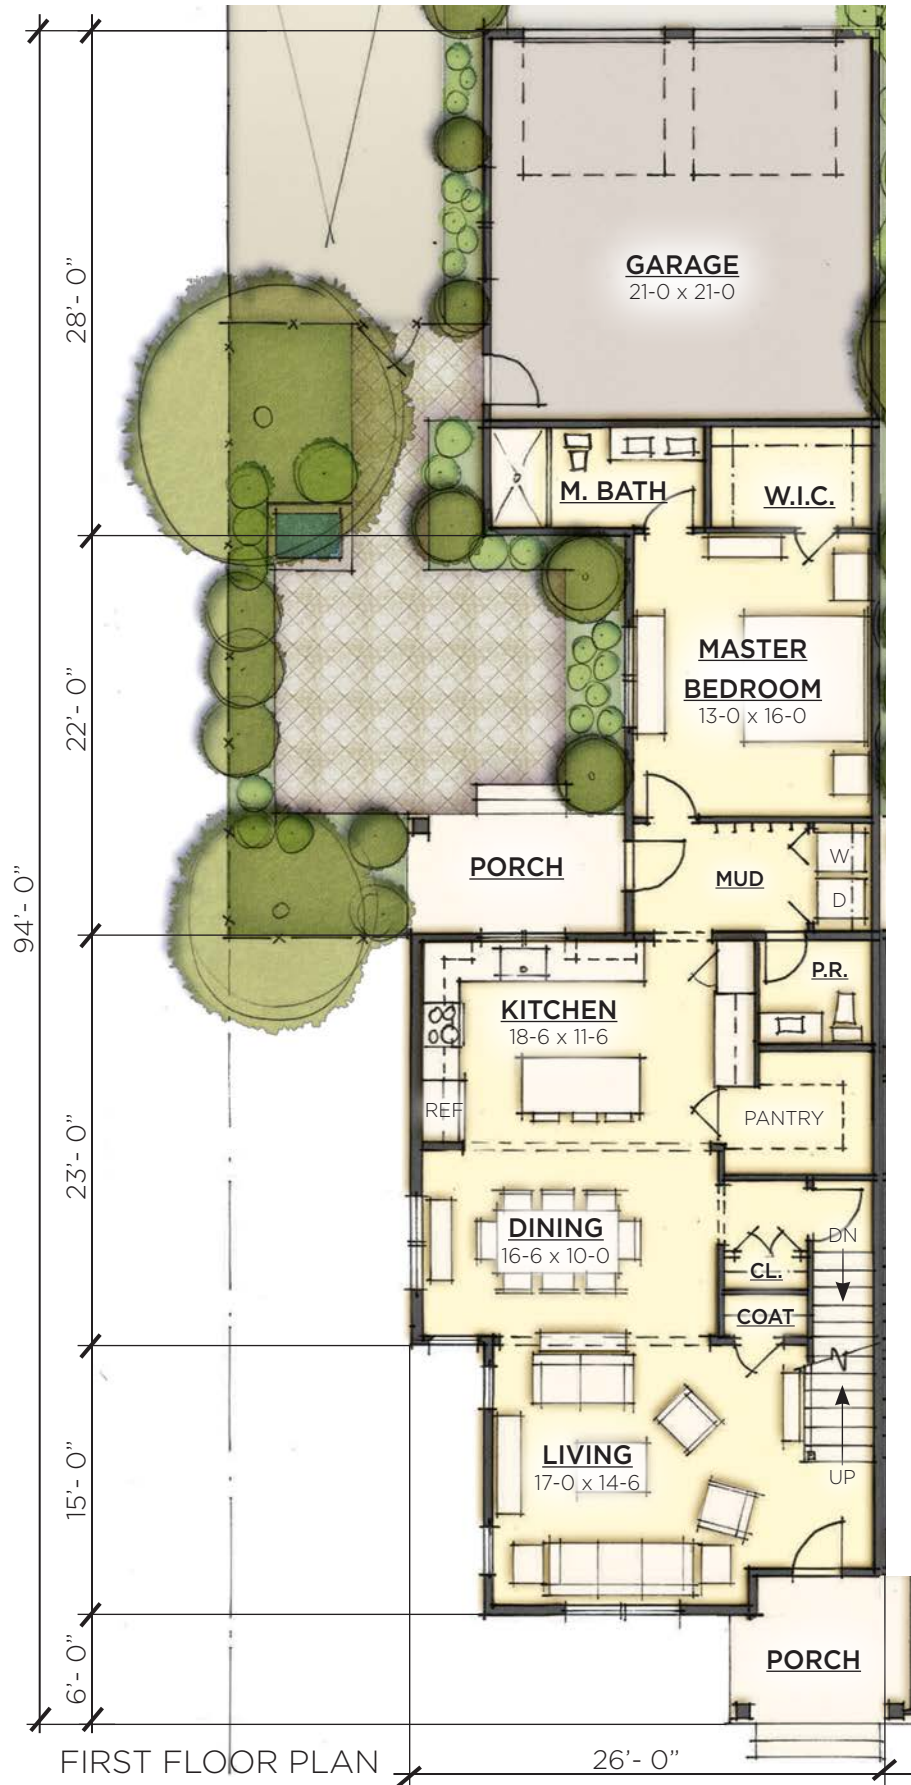 GARAGE
21-0 x 21-0
28'- 0"
M. BATH
W.I.C.
MASTER
BEDROOM
13-0 x 16-0
22'- 0"
94'- 0"
PORCH
MUD
W
D
KITCHEN
18-6 x 11-6
P.R.
REF
PANTRY
23'- 0"
DINING
16-6 x 10-0
DN
CL.
COAT
LIVING
17-0 x 14-6
UP
15'- 0"
PORCH
6'- 0"
FIRST FLOOR PLAN
26'- 0"